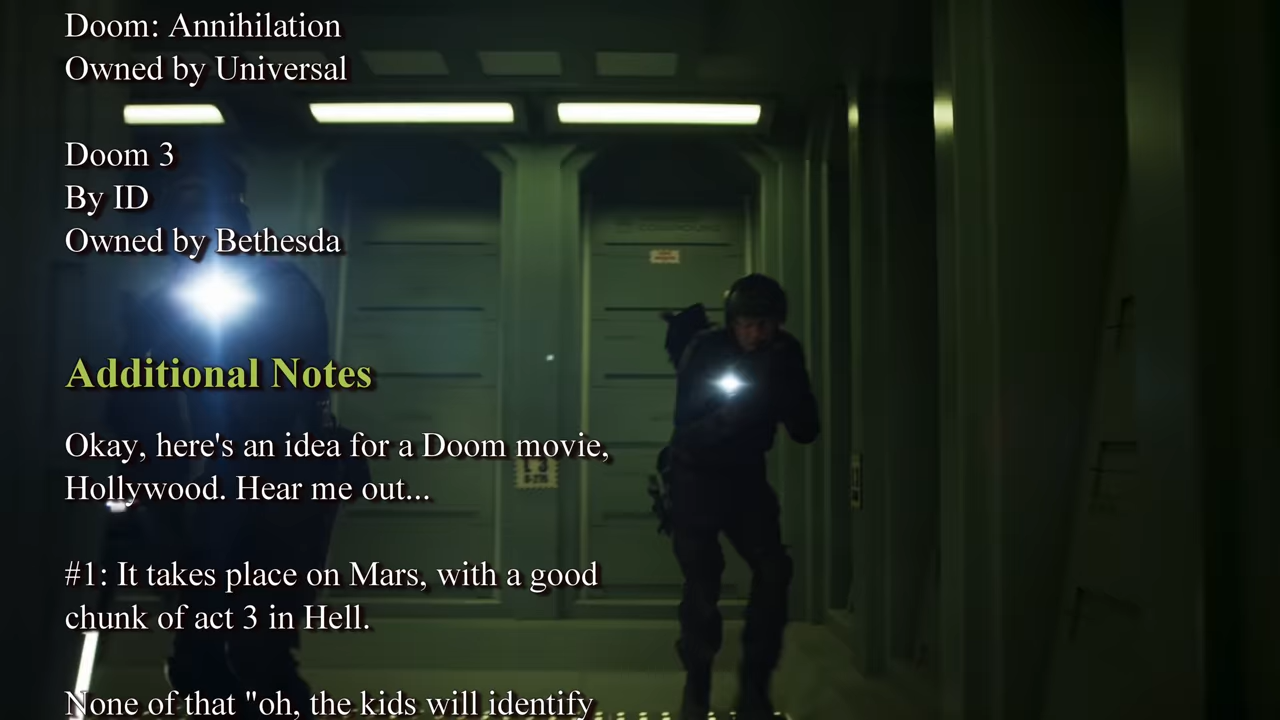 Doom: Annihilation
Owned by Universal
Doom 3
By ID
Owned by Bethesda
Additional Notes
Okay, here's an idea for a Doom movie,
Hollywood. Hear me out...
#1: It takes place on Mars, with a good
chunk of act 3 in Hell.
None of that "oh, the kids will identify